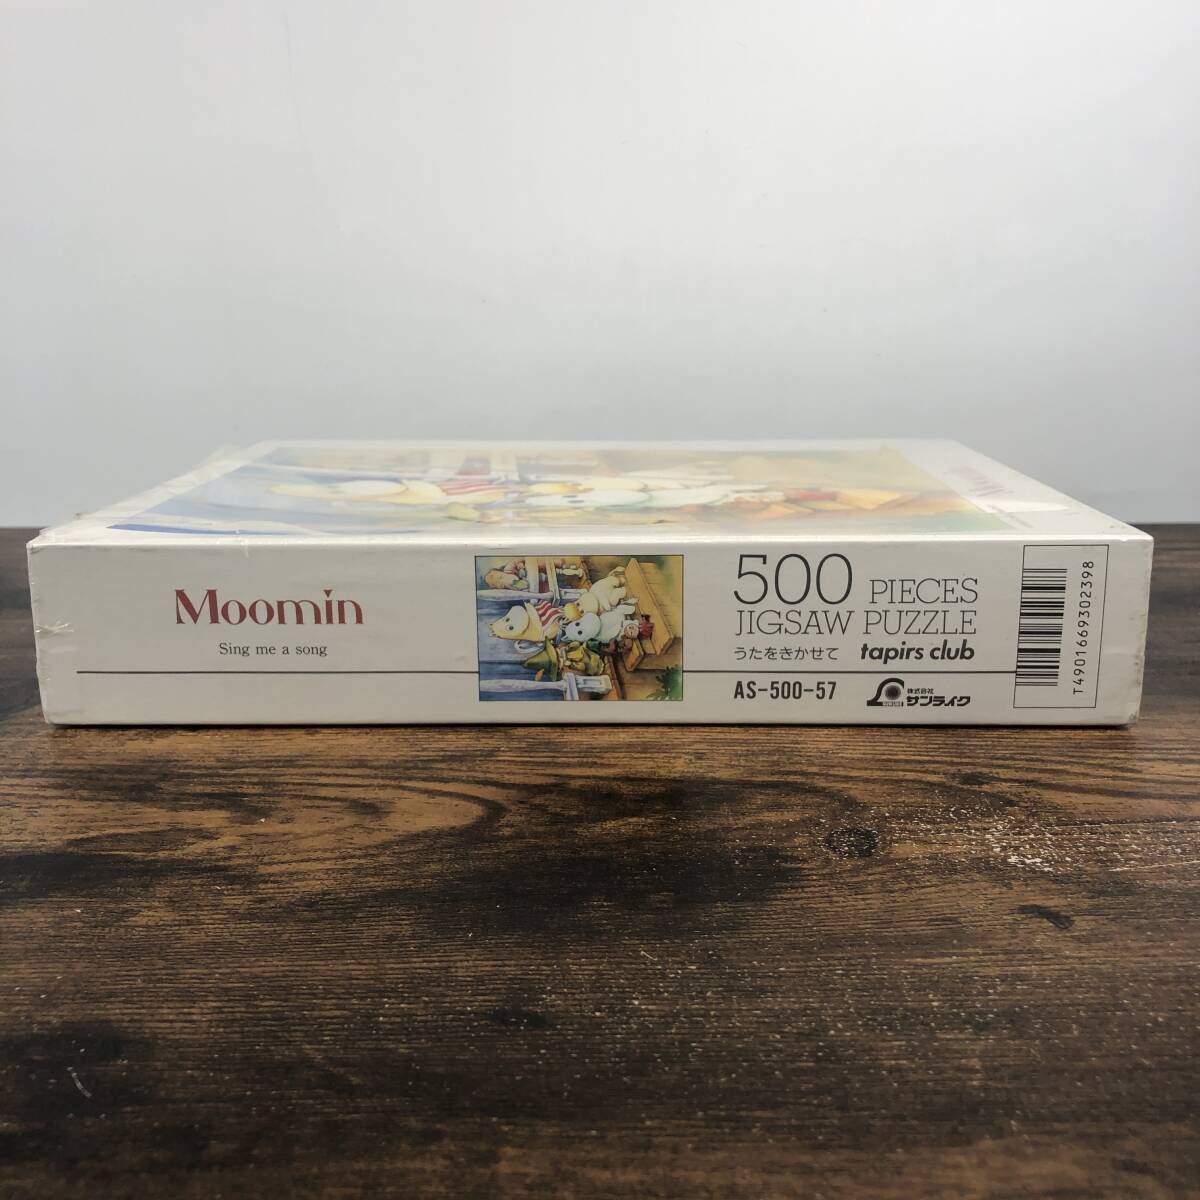 Moomin
Sing me a song
500 PIECES
JIGSAW PUZZLE
うたをきかせて tapirs club
AS-500-57
株式会社
サンライク
T4901669302398